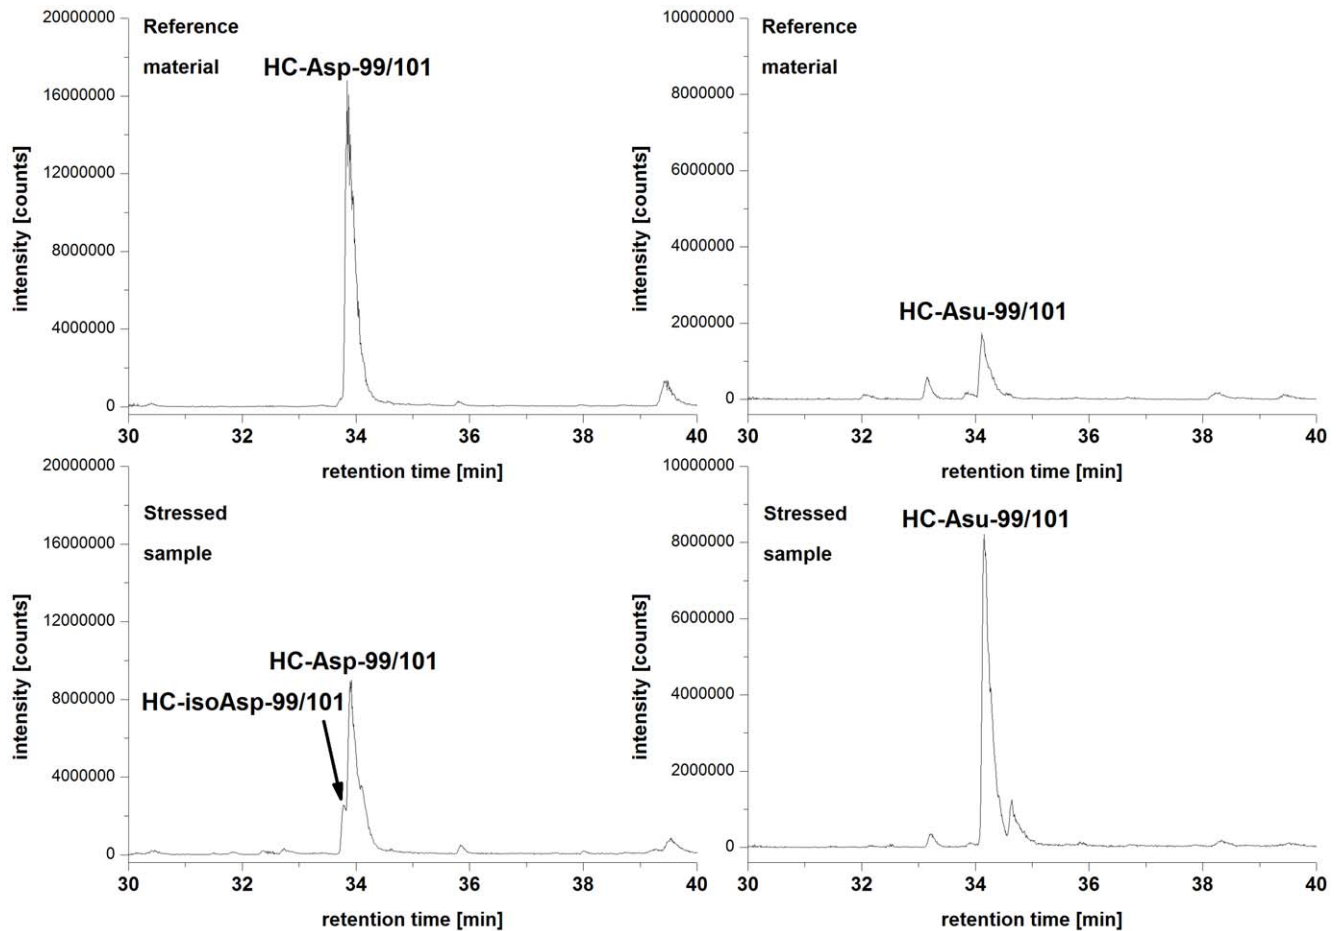 Reference
material
HC-Asp-99/101
intensity [counts]
20000000
16000000
12000000
8000000
4000000
0
30 32 34 36 38 40
retention time [min]
Reference
material
HC-Asu-99/101
intensity [counts]
10000000
8000000
6000000
4000000
2000000
0
30 32 34 36 38 40
retention time [min]
Stressed
sample
HC-Asp-99/101
HC-isoAsp-99/101
intensity [counts]
20000000
16000000
12000000
8000000
4000000
0
30 32 34 36 38 40
retention time [min]
Stressed
sample
HC-Asu-99/101
intensity [counts]
10000000
8000000
6000000
4000000
2000000
0
30 32 34 36 38 40
retention time [min]